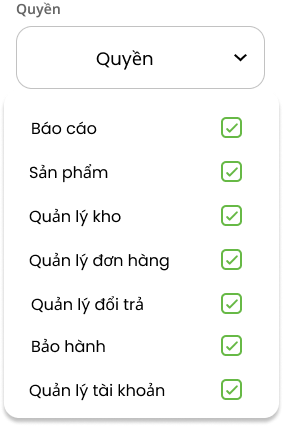 Quyền
Quyền
Báo cáo
Sản phẩm
Quản lý kho
Quản lý đơn hàng
Quản lý đổi trả
Bảo hành
Quản lý tài khoản